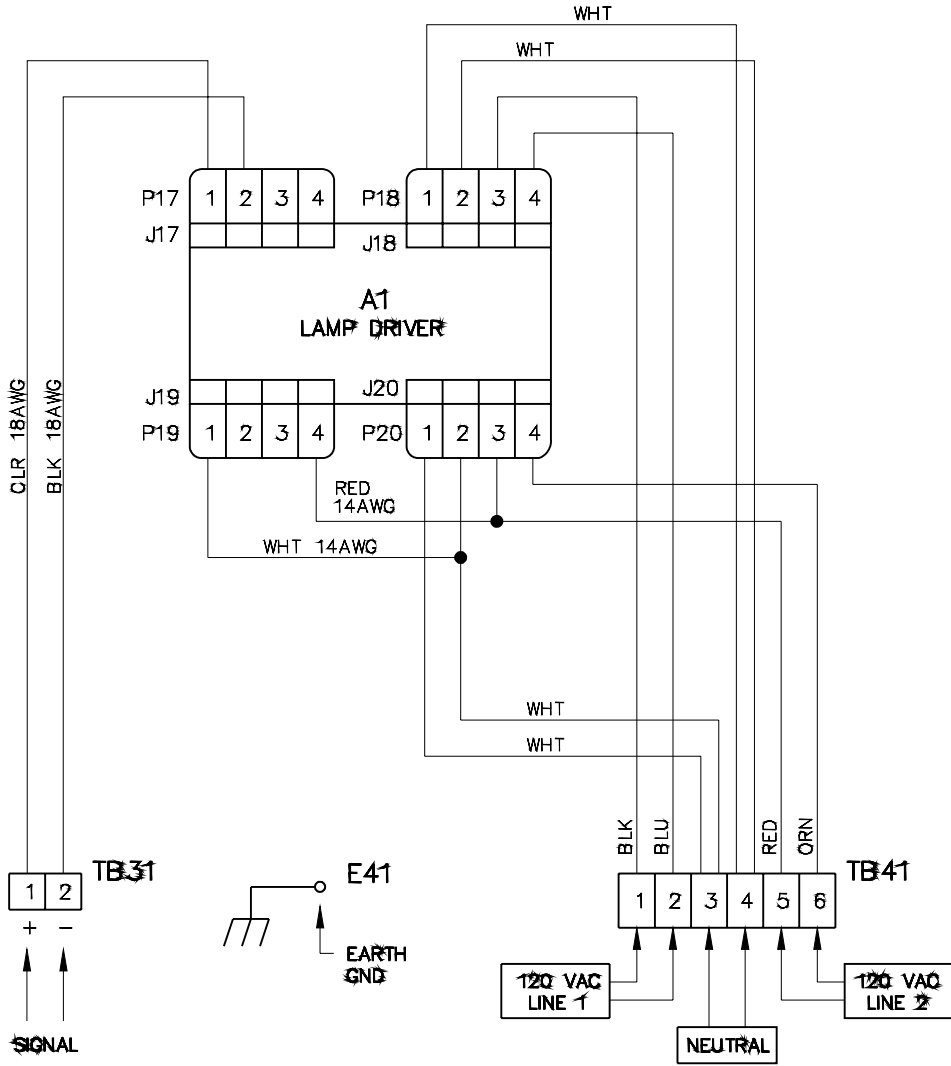 WHT
WHT
P17
1 2 3 4
P18
1 2 3 4
J17
J18
A1
LAMP DRIVER
J19
J20
P19
1 2 3 4
P20
1 2 3 4
CLR 18AWG
BLK 18AWG
RED
14AWG
WHT 14AWG
WHT
WHT
BLK
BLU
RED
ORN
TB31
1 2
+ −
SIGNAL
E41
EARTH
GND
TB41
1 2 3 4 5 6
120 VAC
LINE 1
NEUTRAL
120 VAC
LINE 2